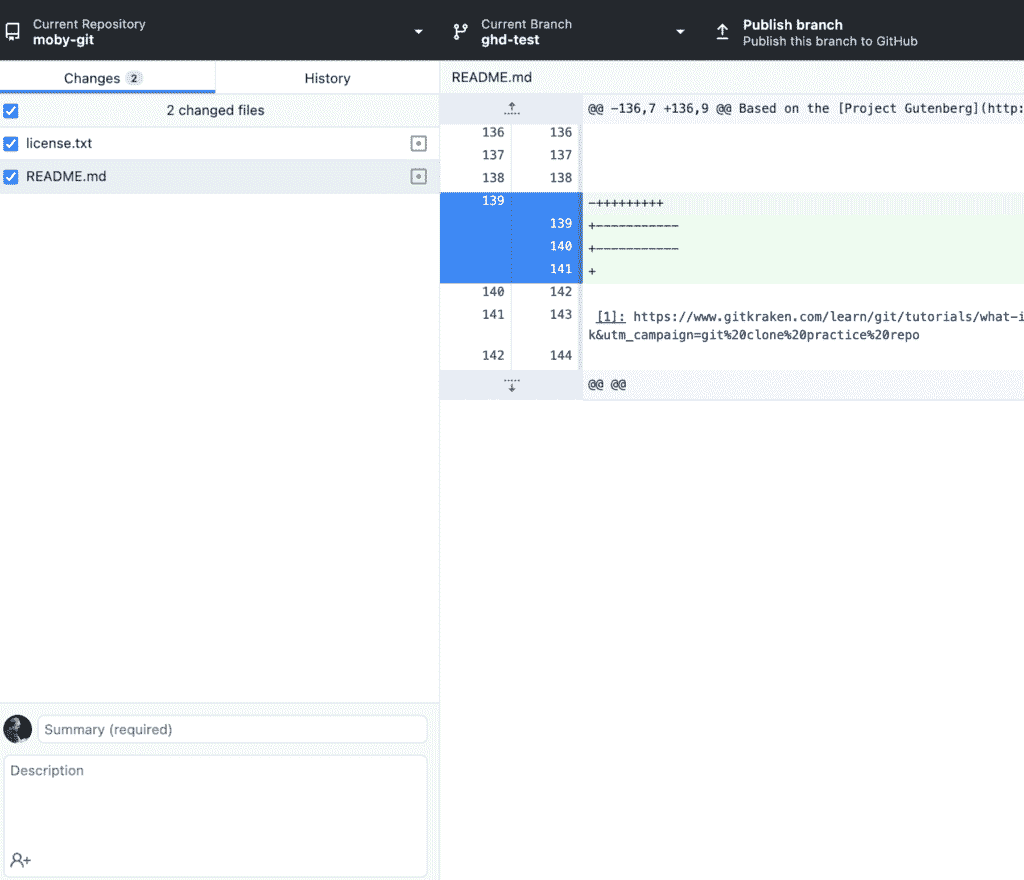 Current Repository
moby-git
Current Branch
ghd-test
Publish branch
Publish this branch to GitHub
Changes 2
History
README.md
2 changed files
license.txt
README.md
@@ -136,7 +136,9 @@ Based on the [Project Gutenberg](http:
136 136
137 137
138 138
139 -+++++++++
139 +-----------
140 +-----------
141 +
140 142
141 143 [1]: https://www.gitkraken.com/learn/git/tutorials/what-i
k&utm_campaign=git%20clone%20practice%20repo
142 144
@@ @@
Summary (required)
Description